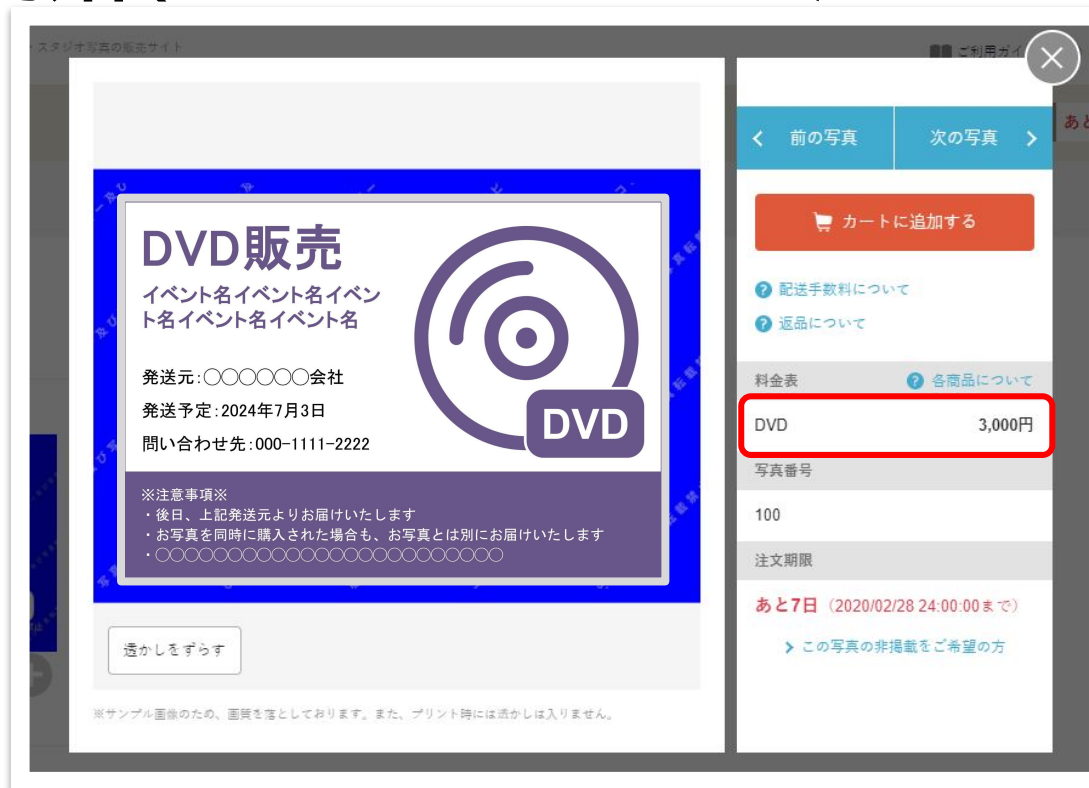 ・スタジオ写真の販売サイト
ご利用ガイ
あと
前の写真
次の写真
カートに追加する
配送手数料について
返品について
料金表
各商品について
DVD
3,000円
写真番号
100
注文期限
あと7日（2020/02/28 24:00:00まで）
この写真の非掲載をご希望の方
DVD販売
イベント名イベント名イベン
ト名イベント名イベント名
発送元:○○○○○○会社
発送予定:2024年7月3日
問い合わせ先:000-1111-2222
DVD
※注意事項※
・後日、上記発送元よりお届けいたします
・お写真を同時に購入された場合も、お写真とは別にお届けいたします
・○○○○○○○○○○○○○○○○○○○○○○○○
透かしをずらす
※サンプル画像のため、画質を落としております。また、プリント時には透かしは入りません。